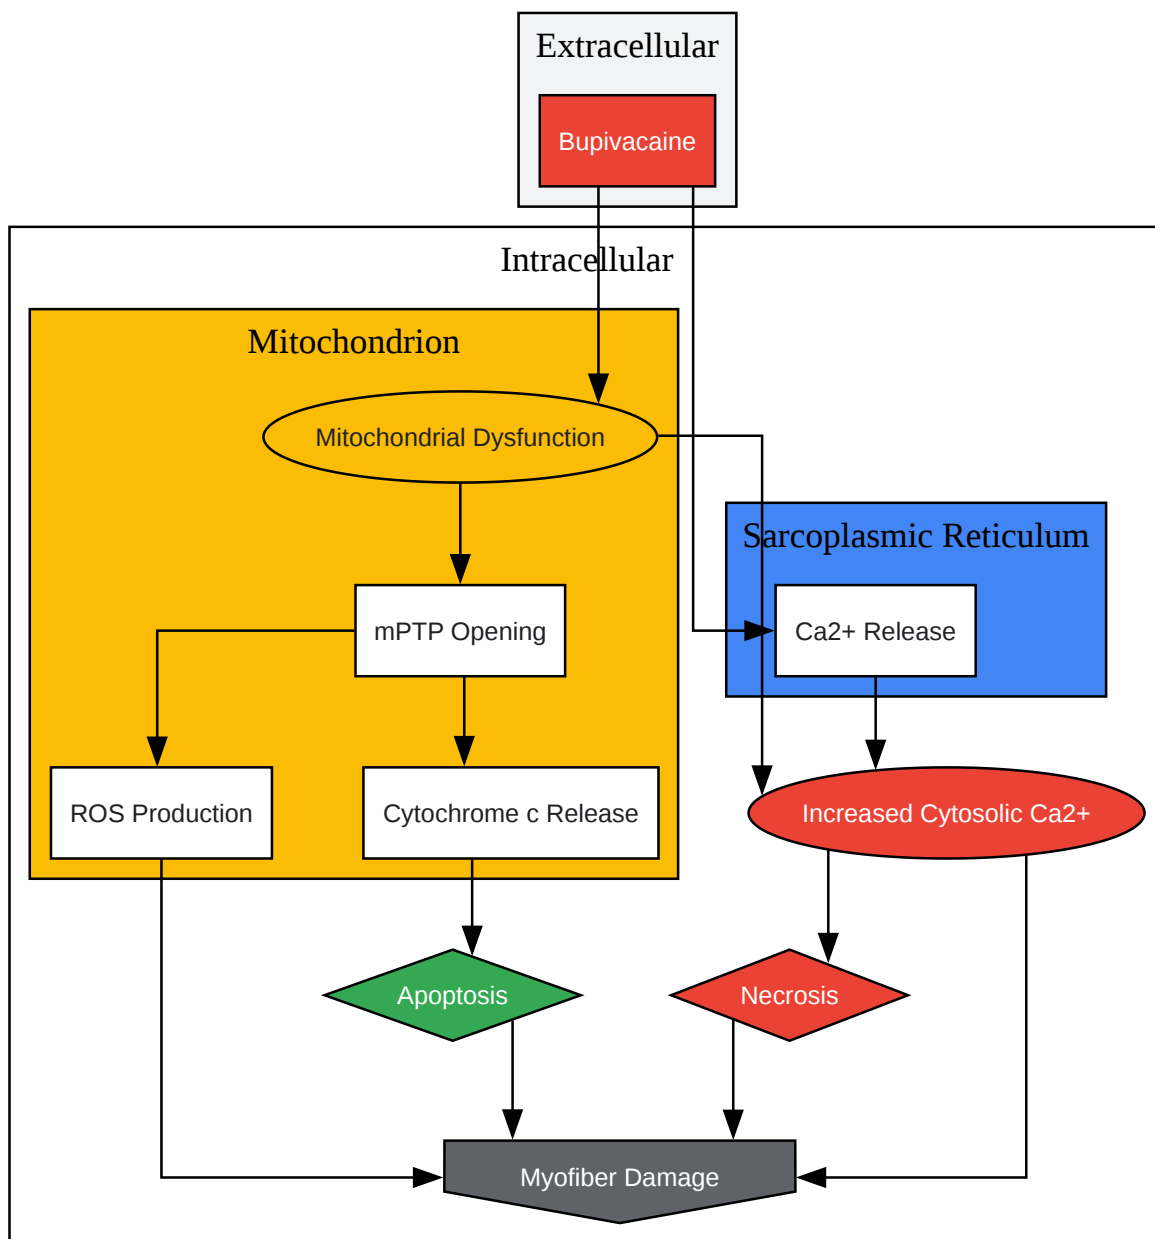 Extracellular
Bupivacaine
Intracellular
Mitochondrion
Mitochondrial Dysfunction
Sarcoplasmic Reticulum
mPTP Opening
Ca2+ Release
ROS Production
Cytochrome c Release
Increased Cytosolic Ca2+
Apoptosis
Necrosis
Myofiber Damage